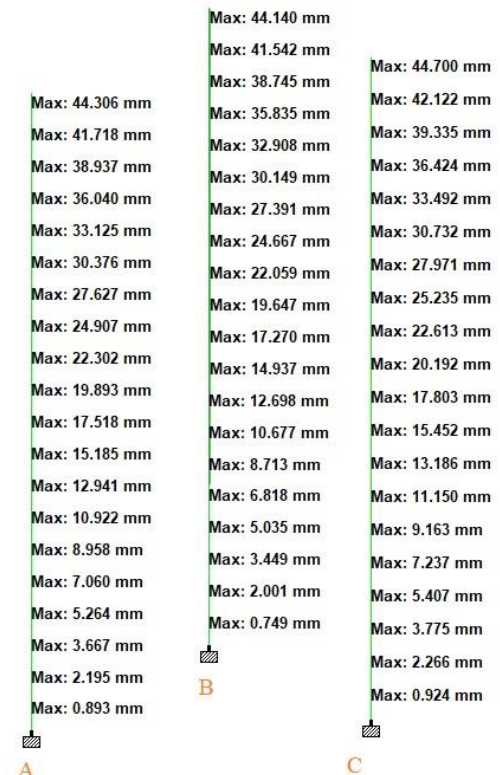 Max: 44.306 mm
Max: 41.718 mm
Max: 38.937 mm
Max: 36.040 mm
Max: 33.125 mm
Max: 30.376 mm
Max: 27.627 mm
Max: 24.907 mm
Max: 22.302 mm
Max: 19.893 mm
Max: 17.518 mm
Max: 15.185 mm
Max: 12.941 mm
Max: 10.922 mm
Max: 8.958 mm
Max: 7.060 mm
Max: 5.264 mm
Max: 3.667 mm
Max: 2.195 mm
Max: 0.893 mm
A
Max: 44.140 mm
Max: 41.542 mm
Max: 38.745 mm
Max: 35.835 mm
Max: 32.908 mm
Max: 30.149 mm
Max: 27.391 mm
Max: 24.667 mm
Max: 22.059 mm
Max: 19.647 mm
Max: 17.270 mm
Max: 14.937 mm
Max: 12.698 mm
Max: 10.677 mm
Max: 8.713 mm
Max: 6.818 mm
Max: 5.035 mm
Max: 3.449 mm
Max: 2.001 mm
Max: 0.749 mm
B
Max: 44.700 mm
Max: 42.122 mm
Max: 39.335 mm
Max: 36.424 mm
Max: 33.492 mm
Max: 30.732 mm
Max: 27.971 mm
Max: 25.235 mm
Max: 22.613 mm
Max: 20.192 mm
Max: 17.803 mm
Max: 15.452 mm
Max: 13.186 mm
Max: 11.150 mm
Max: 9.163 mm
Max: 7.237 mm
Max: 5.407 mm
Max: 3.775 mm
Max: 2.266 mm
Max: 0.924 mm
C